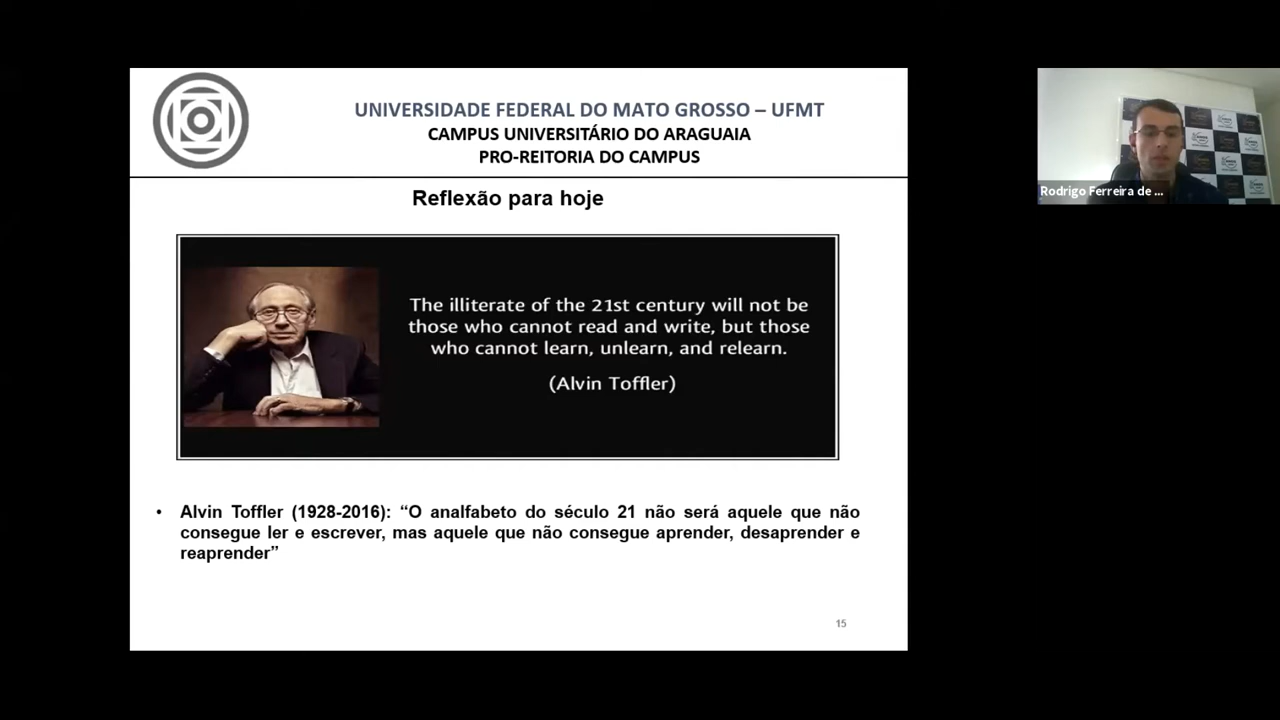 UNIVERSIDADE FEDERAL DO MATO GROSSO – UFMT
CAMPUS UNIVERSITÁRIO DO ARAGUAIA
PRO-REITORIA DO CAMPUS
Reflexão para hoje
The illiterate of the 21st century will not be
those who cannot read and write, but those
who cannot learn, unlearn, and relearn.
(Alvin Toffler)
• Alvin Toffler (1928-2016): “O analfabeto do século 21 não será aquele que não
consegue ler e escrever, mas aquele que não consegue aprender, desaprender e
reaprender”
15
Rodrigo Ferreira de ...